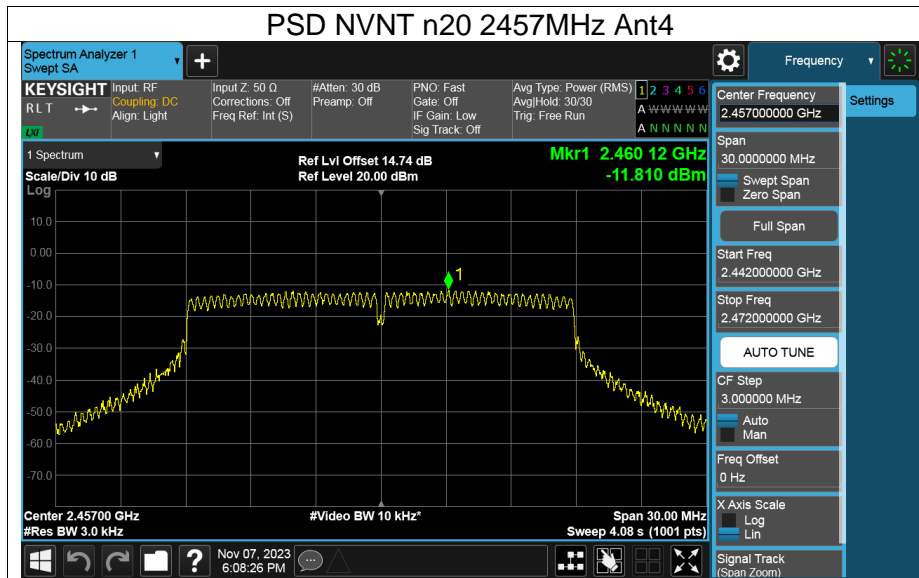 PSD NVNT n20 2457MHz Ant4
Spectrum Analyzer 1
Swept SA
+
Frequency
KEYSIGHT
R L T
LXI
Input: RF
Coupling: DC
Align: Light
Input Z: 50 Ω
Corrections: Off
Freq Ref: Int (S)
#Atten: 30 dB
Preamp: Off
PNO: Fast
Gate: Off
IF Gain: Low
Sig Track: Off
Avg Type: Power (RMS)
Avg|Hold: 30/30
Trig: Free Run
1 2 3 4 5 6
A W W W W W
A N N N N N
1 Spectrum
Scale/Div 10 dB
Log
Ref Lvl Offset 14.74 dB
Ref Level 20.00 dBm
Mkr1 2.460 12 GHz
-11.810 dBm
10.0
0.00
-10.0
-20.0
-30.0
-40.0
-50.0
-60.0
-70.0
1
Center 2.45700 GHz
#Res BW 3.0 kHz
#Video BW 10 kHz*
Span 30.00 MHz
Sweep 4.08 s (1001 pts)
Center Frequency
2.457000000 GHz
Settings
Span
30.0000000 MHz
Swept Span
Zero Span
Full Span
Start Freq
2.442000000 GHz
Stop Freq
2.472000000 GHz
AUTO TUNE
CF Step
3.000000 MHz
Auto
Man
Freq Offset
0 Hz
X Axis Scale
Log
Lin
Signal Track
(Span Zoom)
?
Nov 07, 2023
6:08:26 PM